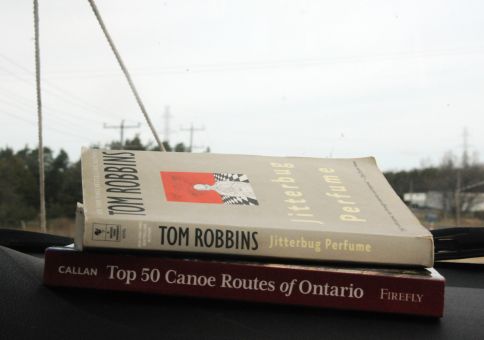 TOM ROBBINS
Jitterbug
Perfume
TOM ROBBINS Jitterbug Perfume
CALLAN Top 50 Canoe Routes of Ontario FIREFLY